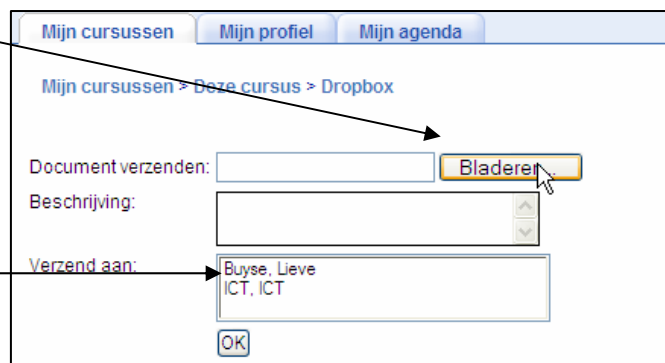 Mijn cursussen Mijn profiel Mijn agenda
Mijn cursussen > Deze cursus > Dropbox
Document verzenden: Bladeren...
Beschrijving:
Verzend aan: Buyse, Lieve
ICT, ICT
OK